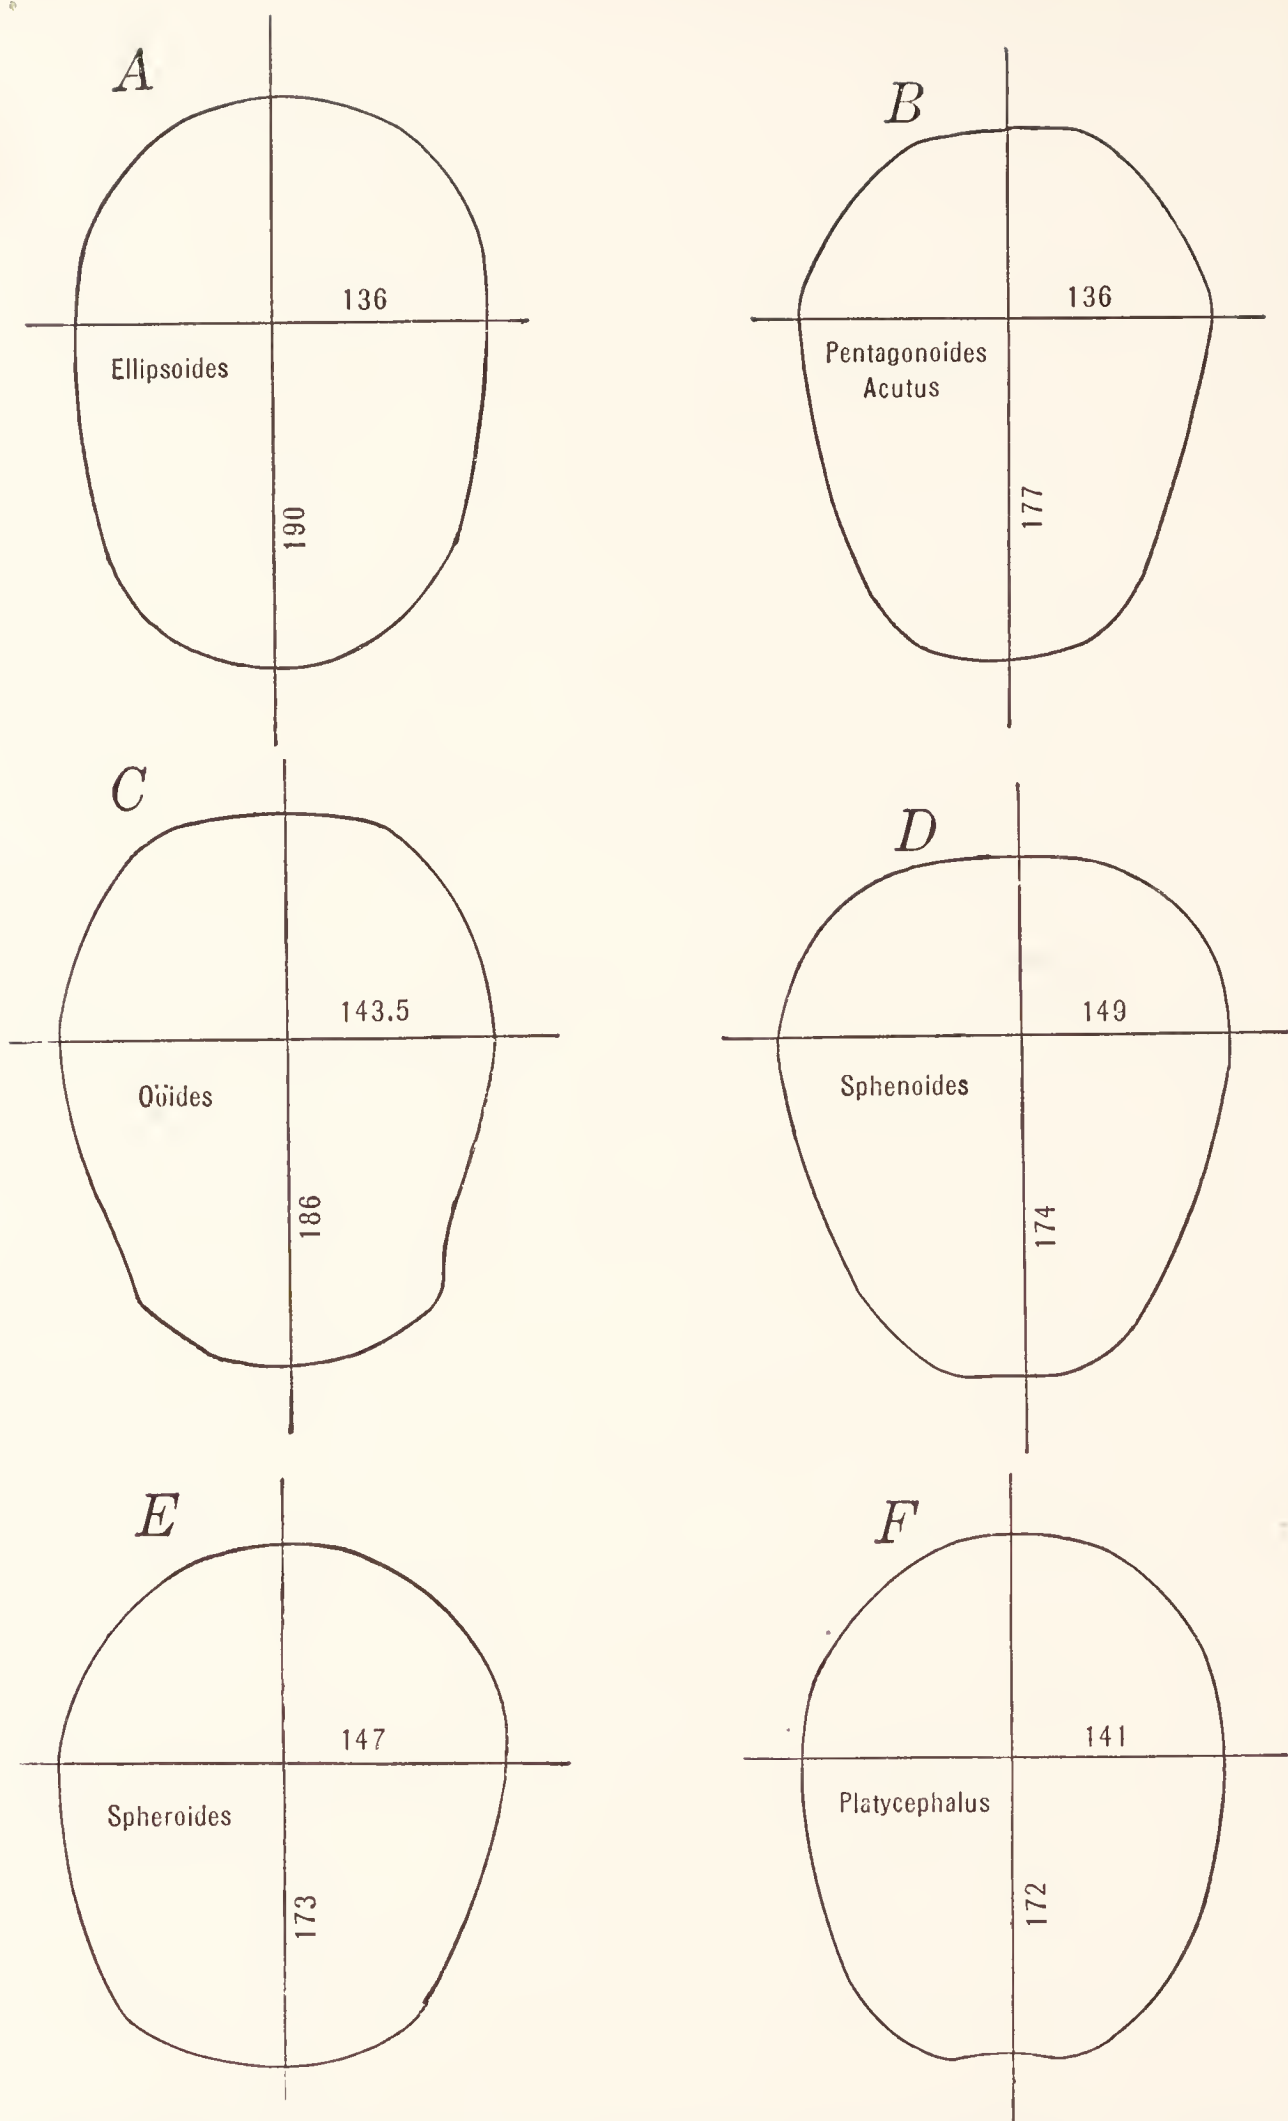 A
136
Ellipsoides
190
B
136
Pentagonoides
Acutus
177
C
143.5
Oöides
186
D
149
Sphenoides
174
E
147
Spheroides
173
F
141
Platycephalus
172